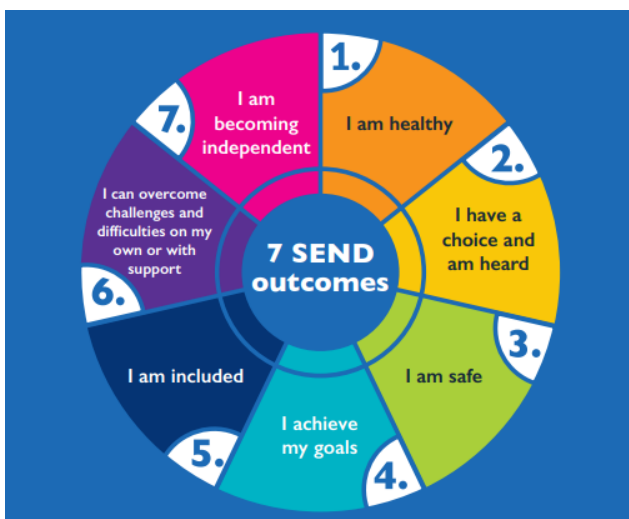 7 SEND
outcomes
1.
I am healthy
2.
I have a
choice and
am heard
3.
I am safe
4.
I achieve
my goals
5.
I am included
6.
I can overcome
challenges and
difficulties on my
own or with
support
7.
I am
becoming
independent